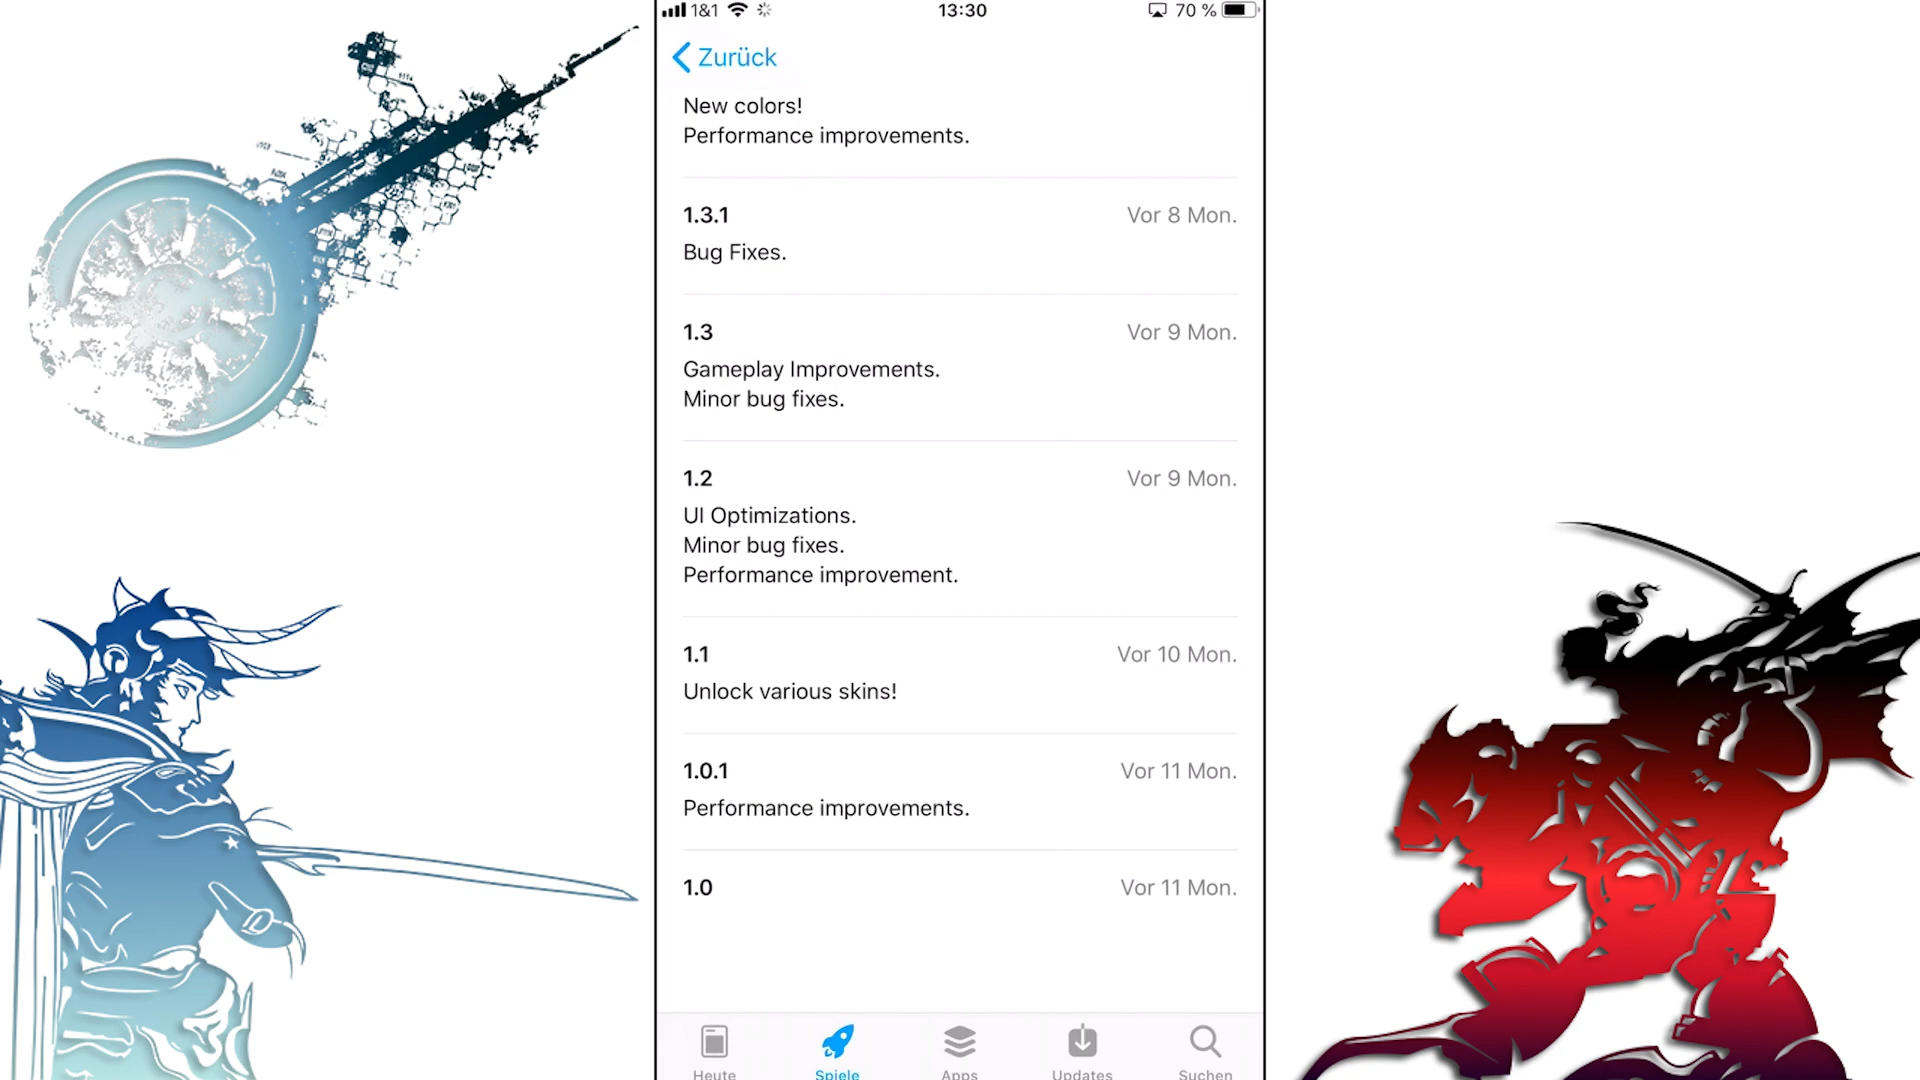 1&1 13:30 70 %
Zurück
New colors!
Performance improvements.
1.3.1 Vor 8 Mon.
Bug Fixes.
1.3 Vor 9 Mon.
Gameplay Improvements.
Minor bug fixes.
1.2 Vor 9 Mon.
UI Optimizations.
Minor bug fixes.
Performance improvement.
1.1 Vor 10 Mon.
Unlock various skins!
1.0.1 Vor 11 Mon.
Performance improvements.
1.0 Vor 11 Mon.
Heute Spiele Apps Updates Suchen